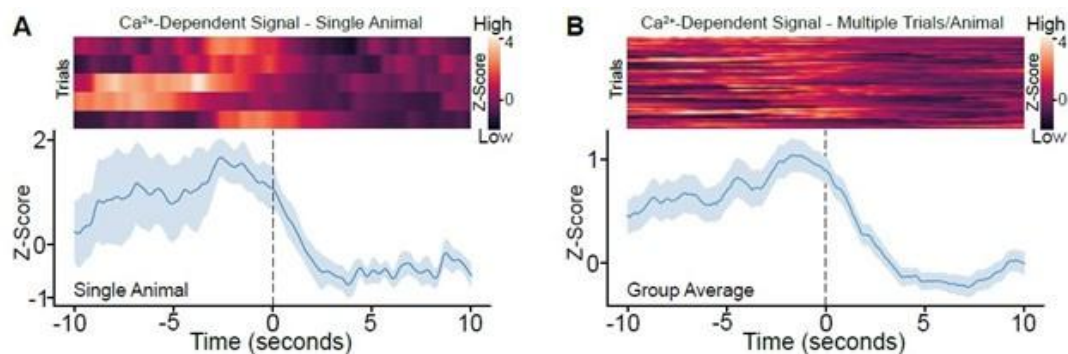 A
Ca²⁺-Dependent Signal - Single Animal
High
4
Trials
Z-Score
0
Low
2
Z-Score
0
-1
Single Animal
-10 -5 0 5 10
Time (seconds)
B
Ca²⁺-Dependent Signal - Multiple Trials/Animal
High
4
Trials
Z-Score
0
Low
1
Z-Score
0
Group Average
-10 -5 0 5 10
Time (seconds)